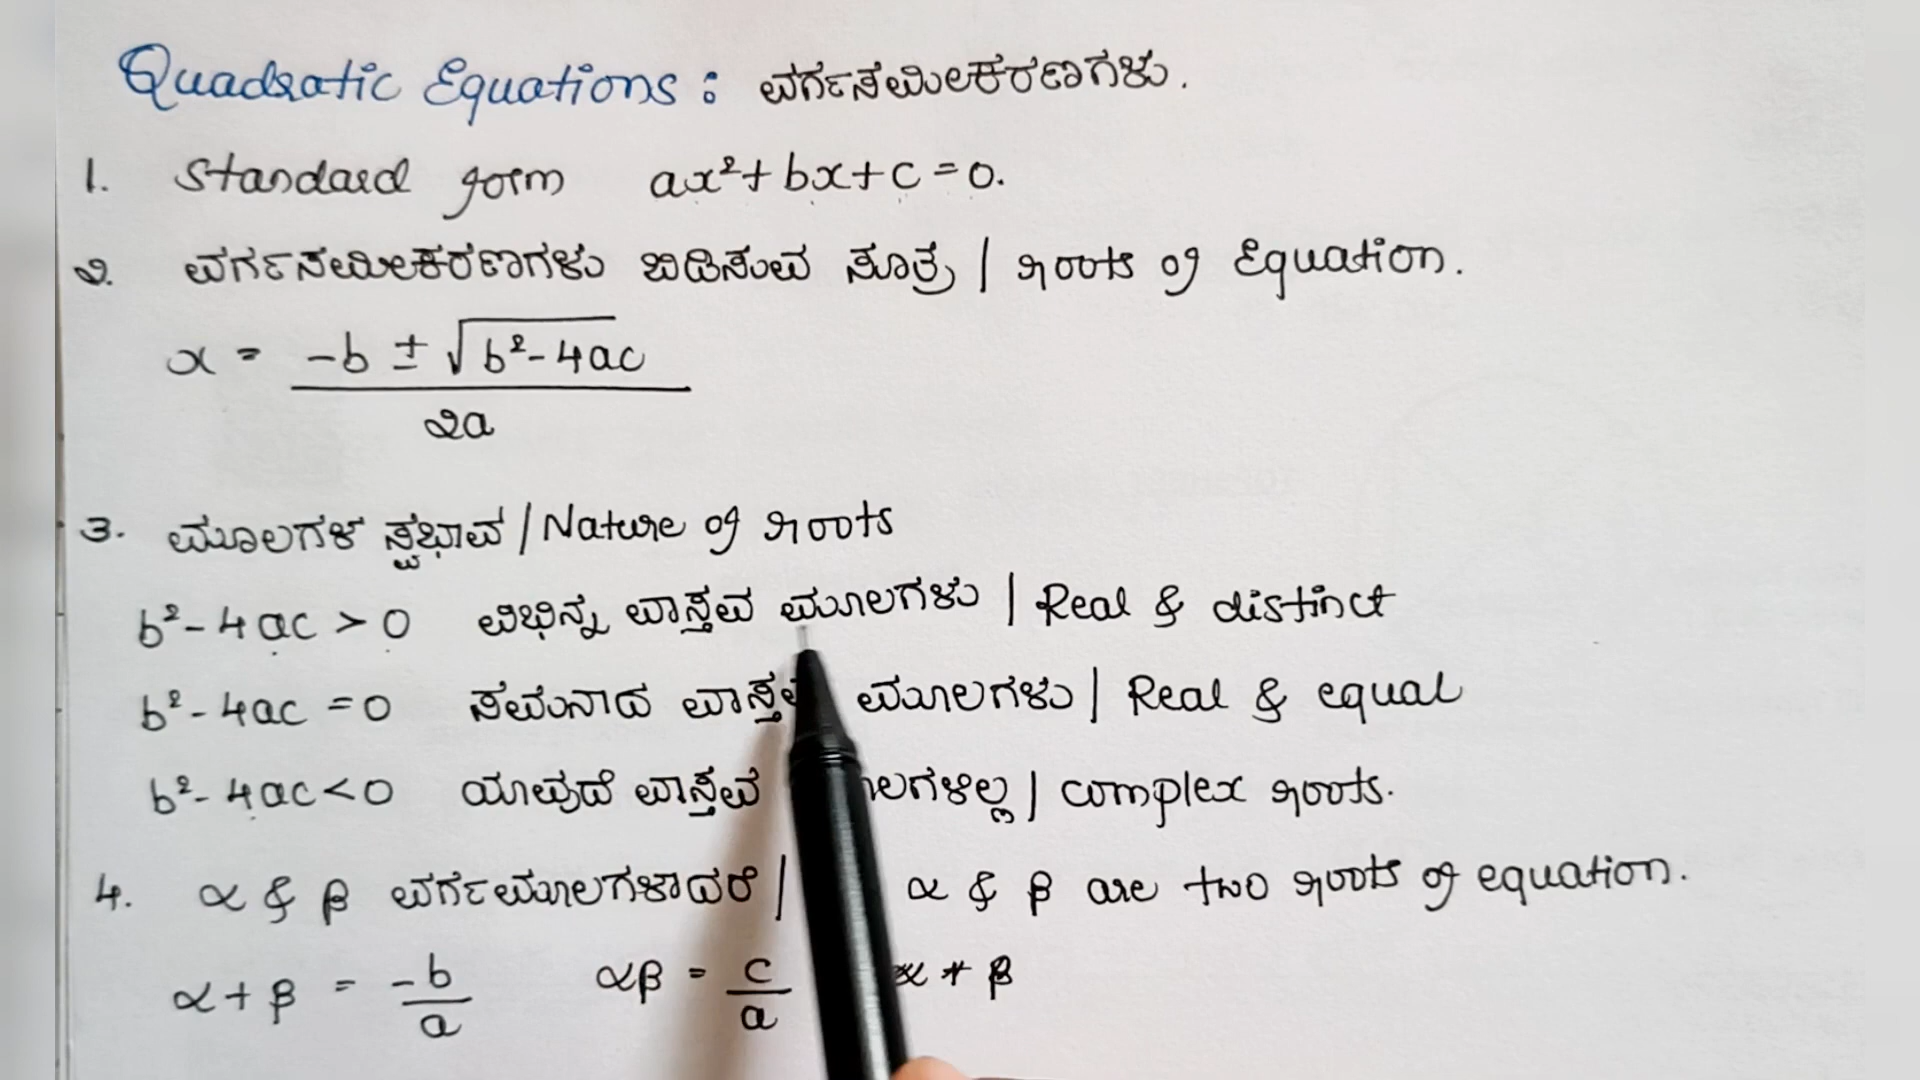 Quadratic Equations : ವರ್ಗಸಮೀಕರಣಗಳು.
1. Standard form ax²+bx+c=0.
2. ವರ್ಗಸಮೀಕರಣಗಳು ಬಿಡಿಸುವ ಸೂತ್ರ | roots of Equation.
x = -b ± √b²-4ac
2a
3. ಮೂಲಗಳ ಸ್ವಭಾವ / Nature of roots
b²-4ac > 0 ವಿಭಿನ್ನ ವಾಸ್ತವ ಮೂಲಗಳು | Real & distinct
b²-4ac = 0 ಸಮನಾದ ವಾಸ್ತವ ಮೂಲಗಳು | Real & equal
b²-4ac < 0 ಯಾವುದೆ ವಾಸ್ತವ ಲಗಳಿಲ್ಲ | complex roots.
4. α & β ವರ್ಗಮೂಲಗಳಾದರೆ | α & β are two roots of equation.
α + β = -b/a αβ = c/a α * β